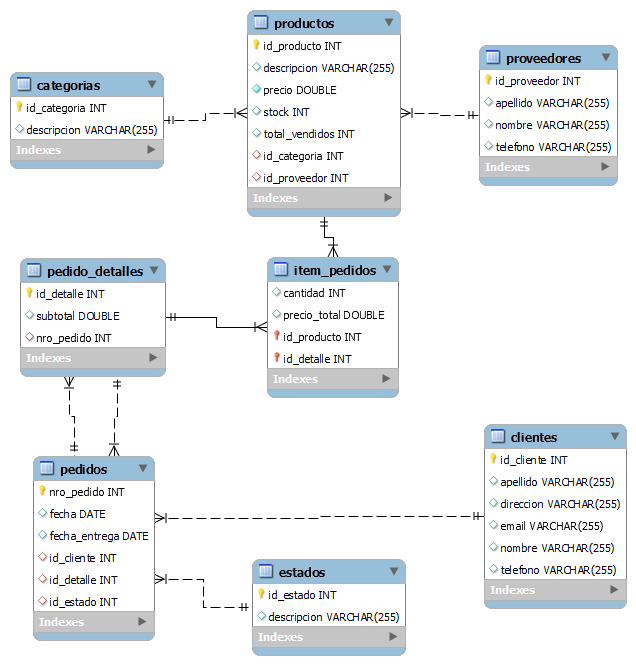 productos
id_producto INT
descripcion VARCHAR(255)
precio DOUBLE
stock INT
total_vendidos INT
id_categoria INT
id_proveedor INT
Indexes
categorias
id_categoria INT
descripcion VARCHAR(255)
Indexes
proveedores
id_proveedor INT
apellido VARCHAR(255)
nombre VARCHAR(255)
telefono VARCHAR(255)
Indexes
pedido_detalles
id_detalle INT
subtotal DOUBLE
nro_pedido INT
Indexes
item_pedidos
cantidad INT
precio_total DOUBLE
id_producto INT
id_detalle INT
Indexes
pedidos
nro_pedido INT
fecha DATE
fecha_entrega DATE
id_cliente INT
id_detalle INT
id_estado INT
Indexes
clientes
id_cliente INT
apellido VARCHAR(255)
direccion VARCHAR(255)
email VARCHAR(255)
nombre VARCHAR(255)
telefono VARCHAR(255)
Indexes
estados
id_estado INT
descripcion VARCHAR(255)
Indexes